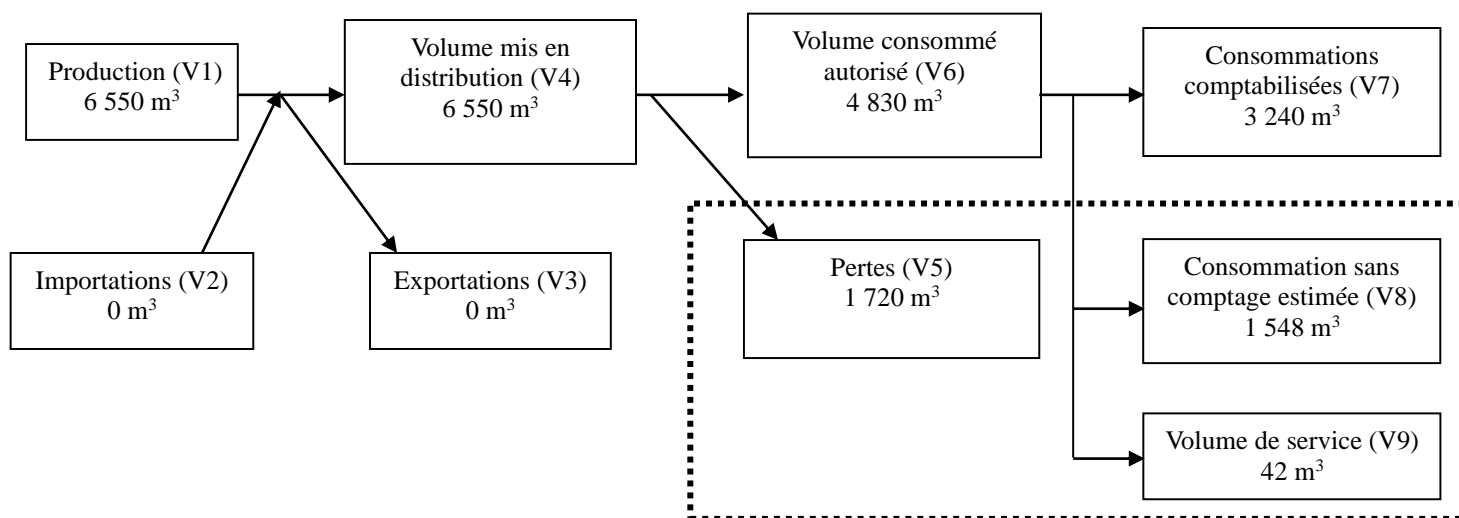 Production (V1)
6 550 m³
Volume mis en
distribution (V4)
6 550 m³
Volume consommé
autorisé (V6)
4 830 m³
Consommations
comptabilisées (V7)
3 240 m³
Importations (V2)
0 m³
Exportations (V3)
0 m³
Pertes (V5)
1 720 m³
Consommation sans
comptage estimée (V8)
1 548 m³
Volume de service (V9)
42 m³